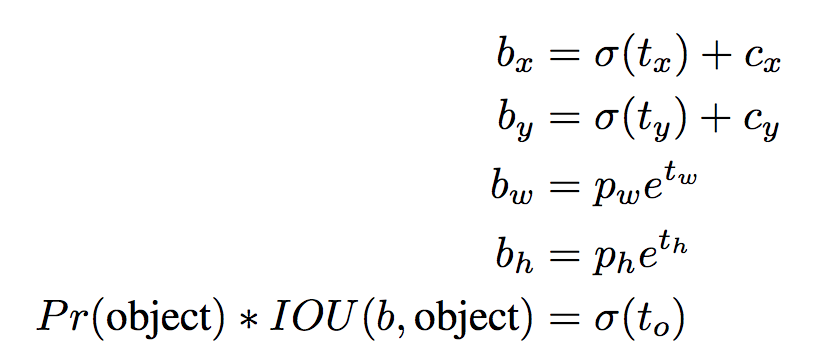 b_x = σ(t_x) + c_x
b_y = σ(t_y) + c_y
b_w = p_w e^{t_w}
b_h = p_h e^{t_h}
Pr(object) * IOU(b, object) = σ(t_o)